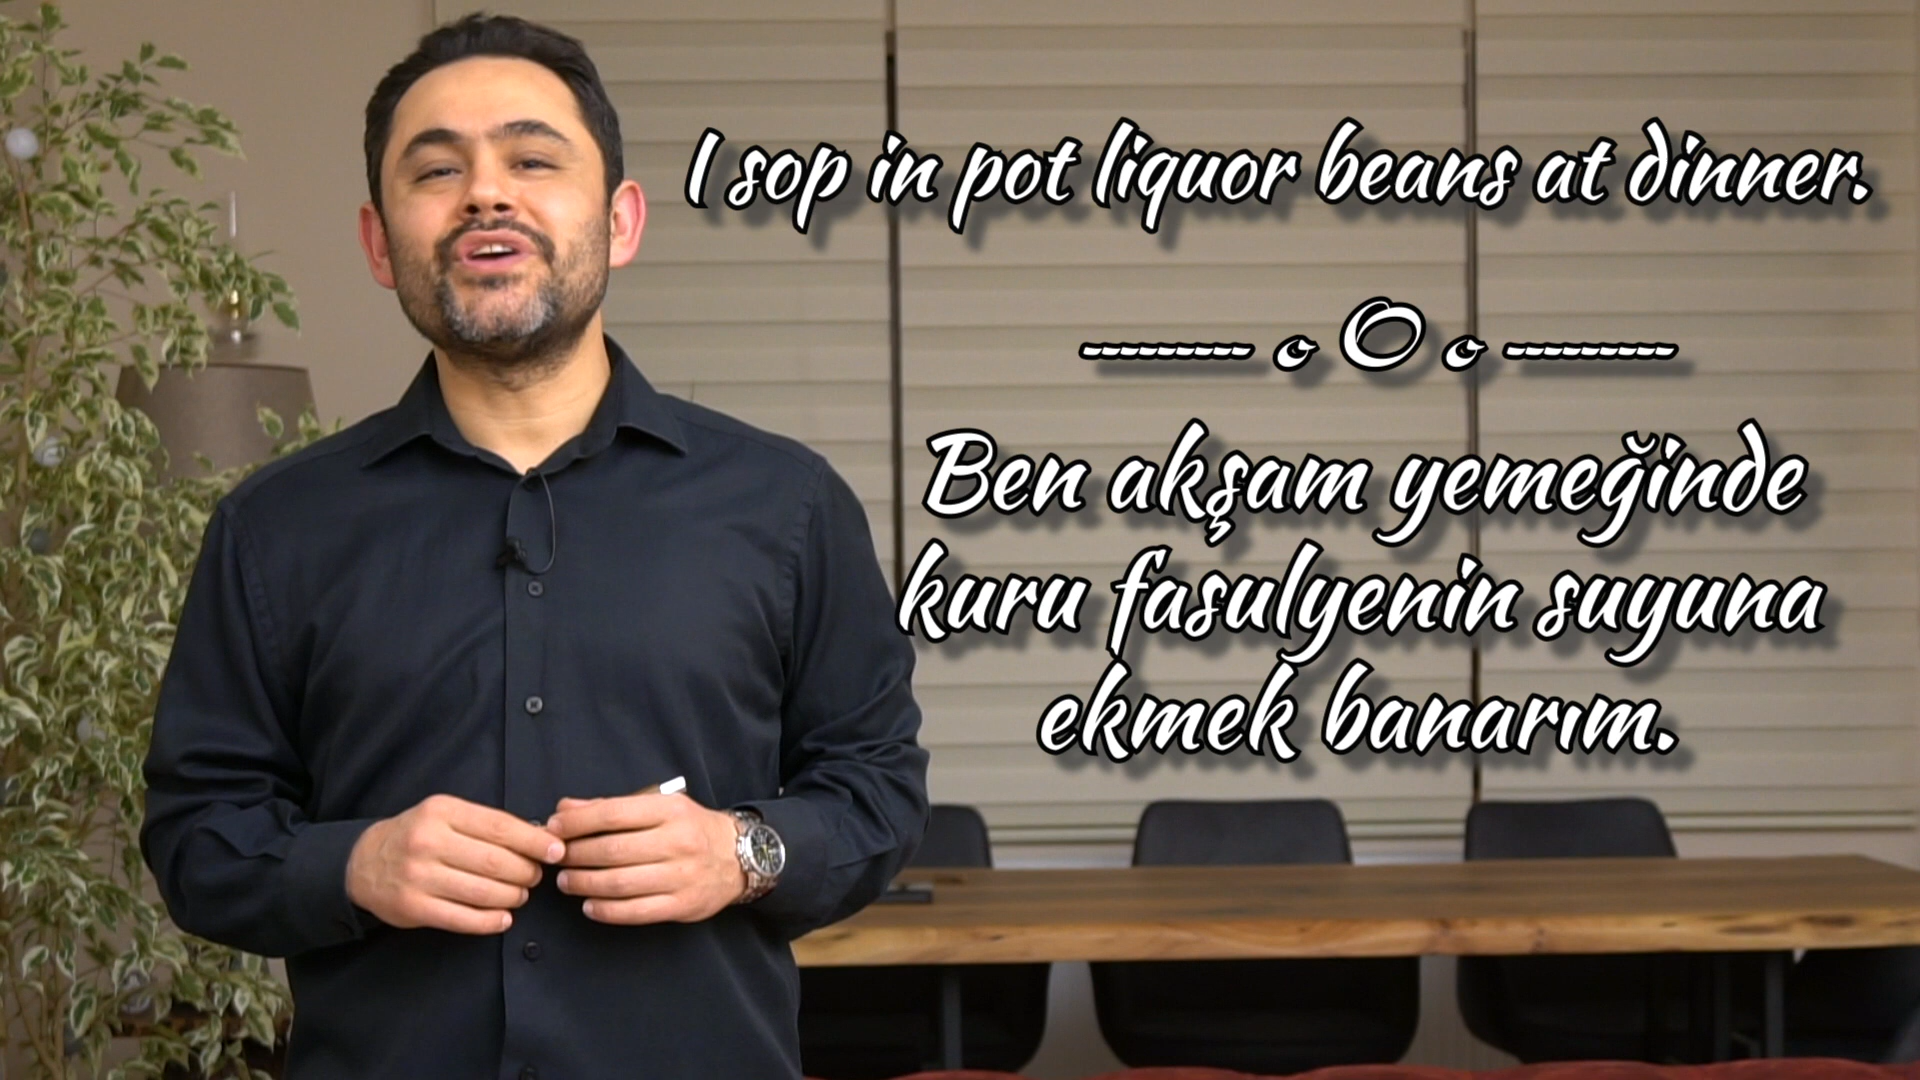 I sop in pot liquor beans at dinner.
---------- o O o ----------
Ben akşam yemeğinde
kuru fasulyenin suyuna
ekmek banarım.